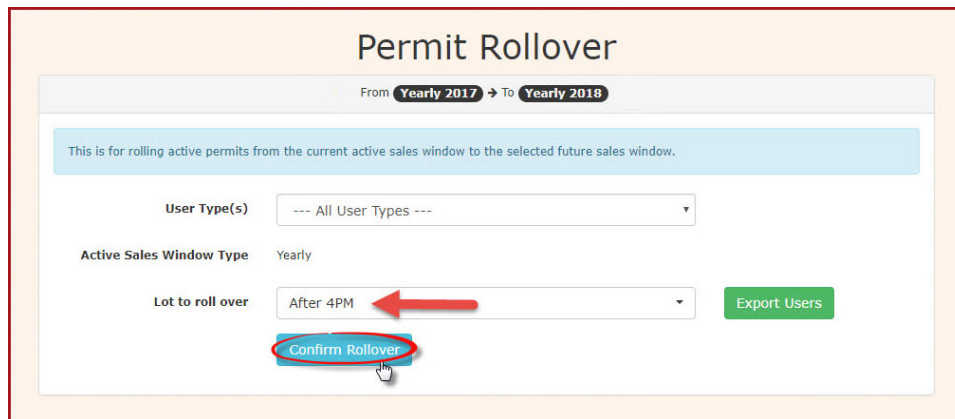 Permit Rollover
From Yearly 2017 → To Yearly 2018
This is for rolling active permits from the current active sales window to the selected future sales window.
User Type(s) --- All User Types ---
Active Sales Window Type Yearly
Lot to roll over After 4PM Export Users
Confirm Rollover